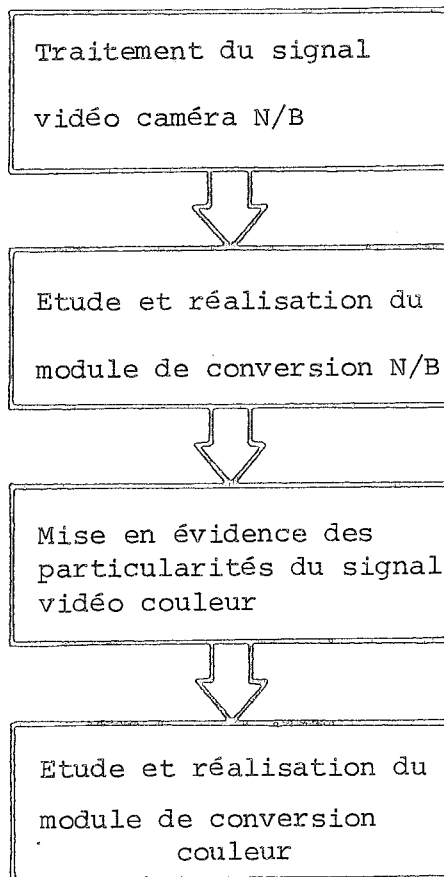 Traitement du signal
vidéo caméra N/B
Etude et réalisation du
module de conversion N/B
Mise en évidence des
particularités du signal
vidéo couleur
Etude et réalisation du
module de conversion
couleur